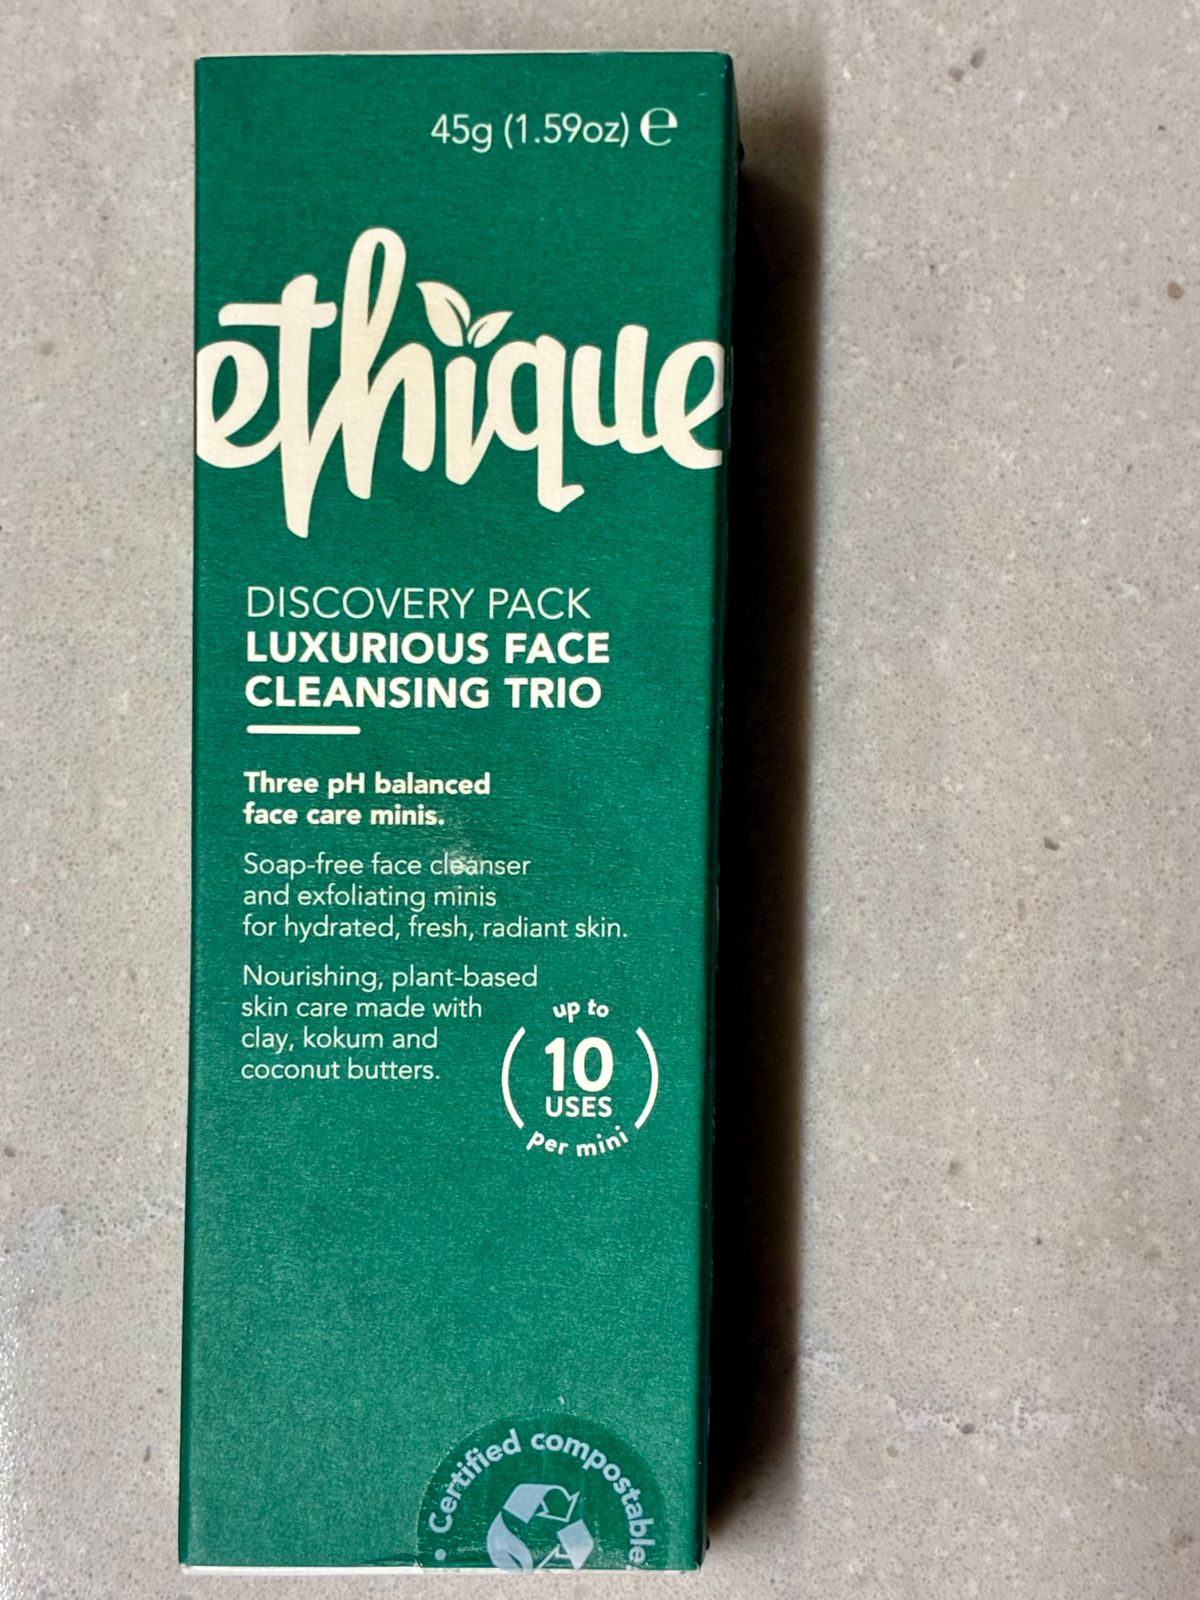 45g (1.59oz) ℮
ethique
DISCOVERY PACK
LUXURIOUS FACE
CLEANSING TRIO
Three pH balanced
face care minis.
Soap-free face cleanser
and exfoliating minis
for hydrated, fresh, radiant skin.
Nourishing, plant-based
skin care made with
clay, kokum and
coconut butters.
up to
10
USES
per mini
• Certified compostable